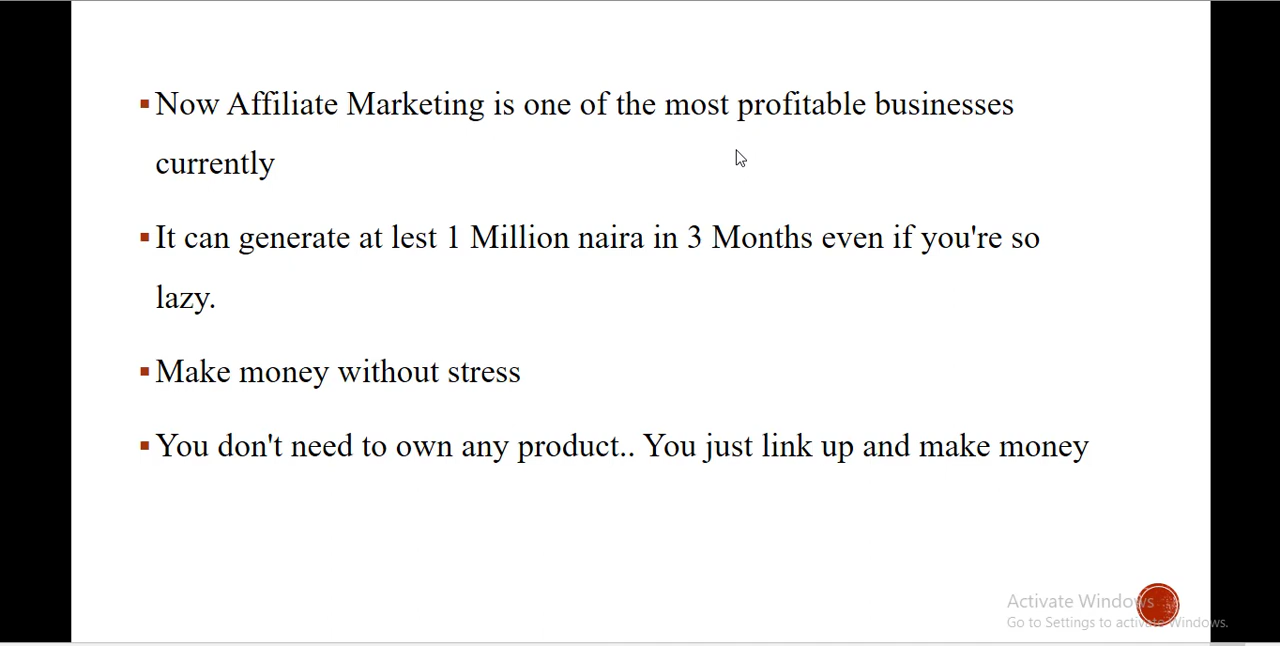 Now Affiliate Marketing is one of the most profitable businesses
currently
It can generate at lest 1 Million naira in 3 Months even if you're so
lazy.
Make money without stress
You don't need to own any product.. You just link up and make money
Activate Windows
Go to Settings to activate Windows.